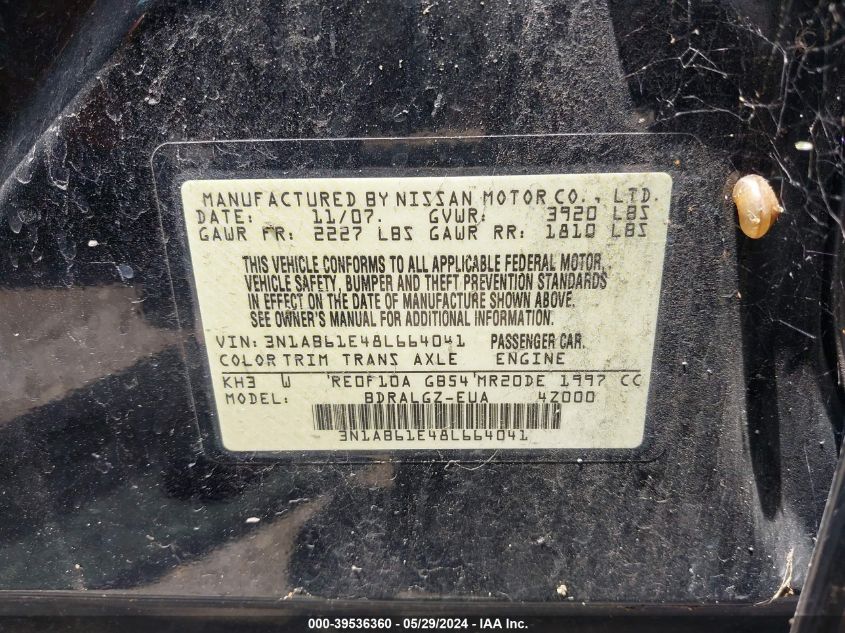 MANUFACTURED BY NISSAN MOTOR CO., LTD.
DATE: 11/07. GVWR: 3920 LBS
GAWR FR: 2227 LBS GAWR RR: 1810 LBS
THIS VEHICLE CONFORMS TO ALL APPLICABLE FEDERAL MOTOR
VEHICLE SAFETY, BUMPER AND THEFT PREVENTION STANDARDS
IN EFFECT ON THE DATE OF MANUFACTURE SHOWN ABOVE.
SEE OWNER'S MANUAL FOR ADDITIONAL INFORMATION.
VIN: 3N1AB61E48L664041 PASSENGER CAR
COLOR TRIM TRANS AXLE ENGINE
KH3 W RE0F10A GB54 MR20DE 1997 CC
MODEL: BDRALGZ-EUA 4Z000
3N1AB61E48L664041
000-39536360 - 05/29/2024 - IAA Inc.